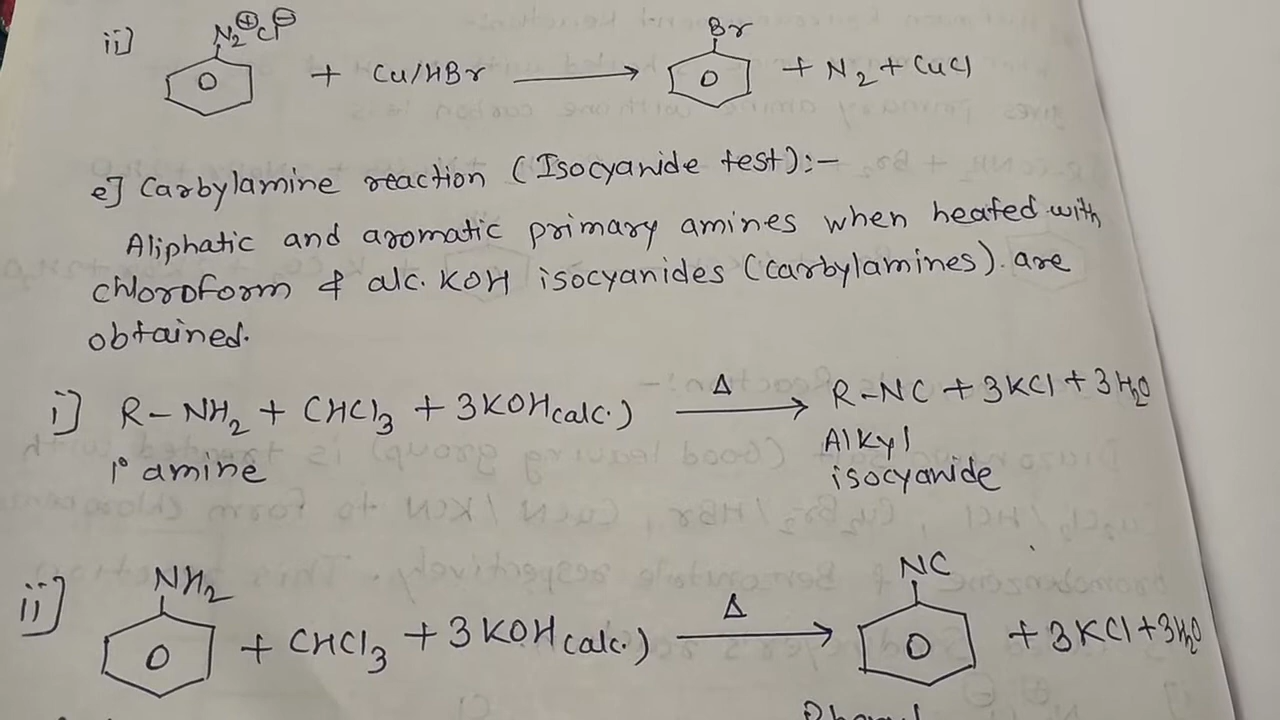 ii] N₂⊕Cl⊖ + Cu/HBr ⟶ Br + N₂ + CuCl
e] Carbylamine reaction (Isocyanide test):-
Aliphatic and aromatic primary amines when heated with
chloroform & alc. KOH isocyanides (carbylamines). are
obtained.
i] R-NH₂ + CHCl₃ + 3KOH(alc.) Δ⟶ R-NC + 3KCl + 3H₂O
1° amine Alkyl
isocyanide
ii] NH₂ + CHCl₃ + 3KOH(alc.) Δ⟶ NC + 3KCl + 3H₂O